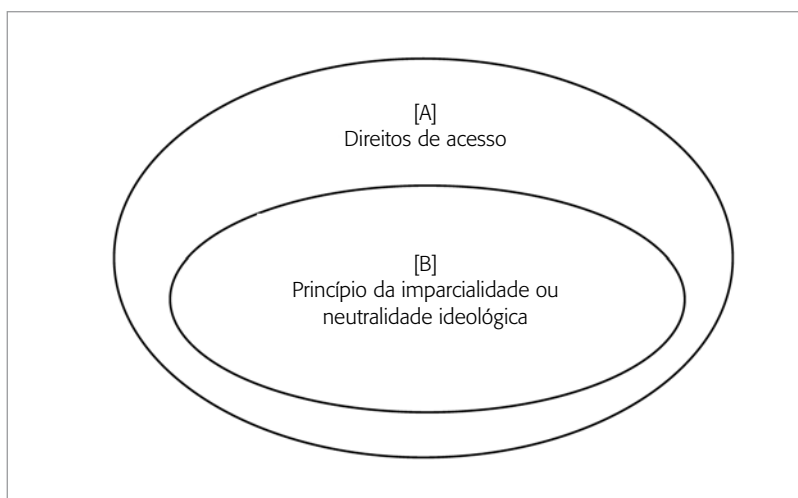 [A]
Direitos de acesso
[B]
Princípio da imparcialidade ou
neutralidade ideológica